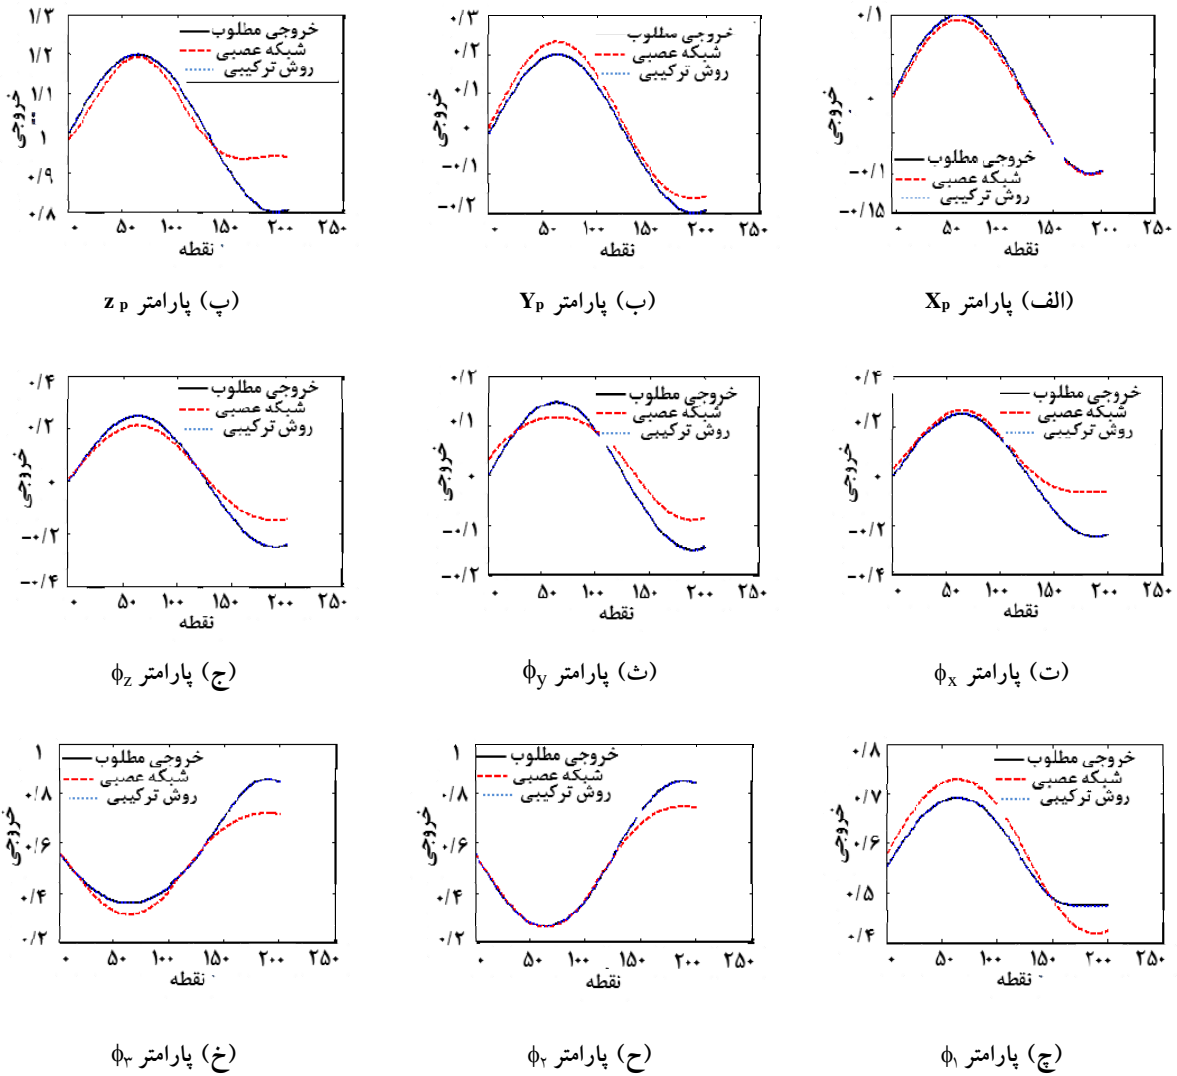 ۰/۱
۰
-۰/۱
-۰/۱۵
خروجی
خروجی مطلوب
شبکه عصبی
روش ترکیبی
۰ ۵۰ ۱۰۰ ۱۵۰ ۲۰۰ ۲۵۰
نقطه
(الف) پارامتر Xₚ
۰/۳
۰/۲
۰/۱
۰
-۰/۱
-۰/۲
خروجی
خروجی مطلوب
شبکه عصبی
روش ترکیبی
۰ ۵۰ ۱۰۰ ۱۵۰ ۲۰۰ ۲۵۰
نقطه
(ب) پارامتر Yₚ
۱/۳
۱/۲
۱/۱
۱
۰/۹
۰/۸
خروجی
خروجی مطلوب
شبکه عصبی
روش ترکیبی
۰ ۵۰ ۱۰۰ ۱۵۰ ۲۰۰ ۲۵۰
نقطه
(پ) پارامتر zₚ
۰/۴
۰/۲
۰
-۰/۲
-۰/۴
خروجی
خروجی مطلوب
شبکه عصبی
روش ترکیبی
۰ ۵۰ ۱۰۰ ۱۵۰ ۲۰۰ ۲۵۰
نقطه
(ت) پارامتر ϕx
۰/۲
۰/۱
۰
-۰/۱
-۰/۲
خروجی
خروجی مطلوب
شبکه عصبی
روش ترکیبی
۰ ۵۰ ۱۰۰ ۱۵۰ ۲۰۰ ۲۵۰
نقطه
(ث) پارامتر ϕy
۰/۴
۰/۲
۰
-۰/۲
-۰/۴
خروجی
خروجی مطلوب
شبکه عصبی
روش ترکیبی
۰ ۵۰ ۱۰۰ ۱۵۰ ۲۰۰ ۲۵۰
نقطه
(ج) پارامتر ϕz
۰/۸
۰/۷
۰/۶
۰/۵
۰/۴
خروجی
خروجی مطلوب
شبکه عصبی
روش ترکیبی
۰ ۵۰ ۱۰۰ ۱۵۰ ۲۰۰ ۲۵۰
نقطه
(چ) پارامتر ϕ۱
۱
۰/۸
۰/۶
۰/۴
۰/۲
خروجی
خروجی مطلوب
شبکه عصبی
روش ترکیبی
۰ ۵۰ ۱۰۰ ۱۵۰ ۲۰۰ ۲۵۰
نقطه
(ح) پارامتر ϕ۲
۱
۰/۸
۰/۶
۰/۴
۰/۲
خروجی
خروجی مطلوب
شبکه عصبی
روش ترکیبی
۰ ۵۰ ۱۰۰ ۱۵۰ ۲۰۰ ۲۵۰
نقطه
(خ) پارامتر ϕ۳